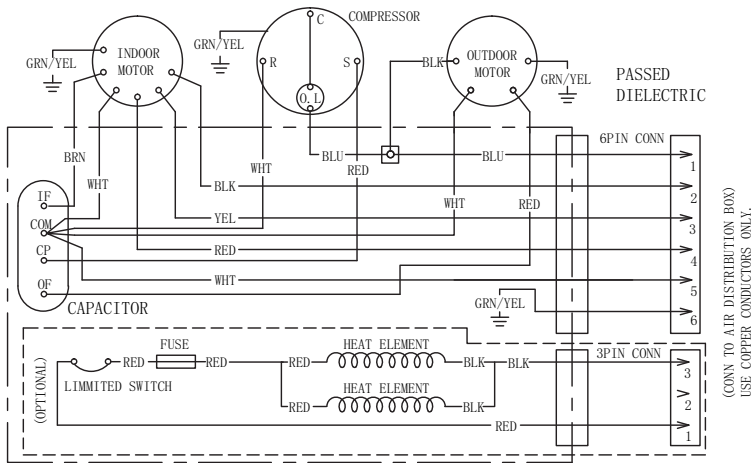 C
COMPRESSOR
GRN/YEL
INDOOR
MOTOR
GRN/YEL
R
S
O.L
BLK
OUTDOOR
MOTOR
GRN/YEL
PASSED
DIELECTRIC
6PIN CONN
BRN
WHT
WHT
BLU
RED
BLU
1
BLK
2
IF
COM
CP
OF
CAPACITOR
YEL
WHT
RED
3
RED
4
WHT
5
GRN/YEL
6
(OPTIONAL)
LIMMITED SWITCH
RED
FUSE
RED
RED
HEAT ELEMENT
BLK
BLK
3PIN CONN
3
RED
HEAT ELEMENT
BLK
2
RED
1
(CONN TO AIR DISTRIBUTION BOX)
USE COPPER CONDUCTORS ONLY.